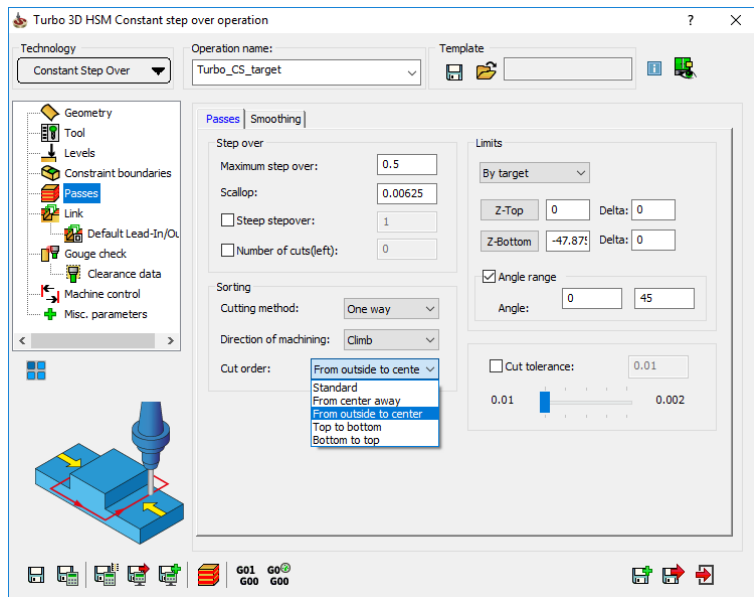 Turbo 3D HSM Constant step over operation
? X
Technology
Constant Step Over
Operation name:
Turbo_CS_target
Template
Geometry
Tool
Levels
Constraint boundaries
Passes
Link
Default Lead-In/Ou
Gouge check
Clearance data
Machine control
Misc. parameters
Passes
Smoothing
Step over
Maximum step over:
0.5
Scallop:
0.00625
Steep stepover:
1
Number of cuts(left):
0
Sorting
Cutting method:
One way
Direction of machining:
Climb
Cut order:
From outside to cente
Standard
From center away
From outside to center
Top to bottom
Bottom to top
Limits
By target
Z-Top
0
Delta:
0
Z-Bottom
-47.875
Delta:
0
Angle range
Angle:
0
45
Cut tolerance:
0.01
0.01
0.002
G01
G00
G0
G00